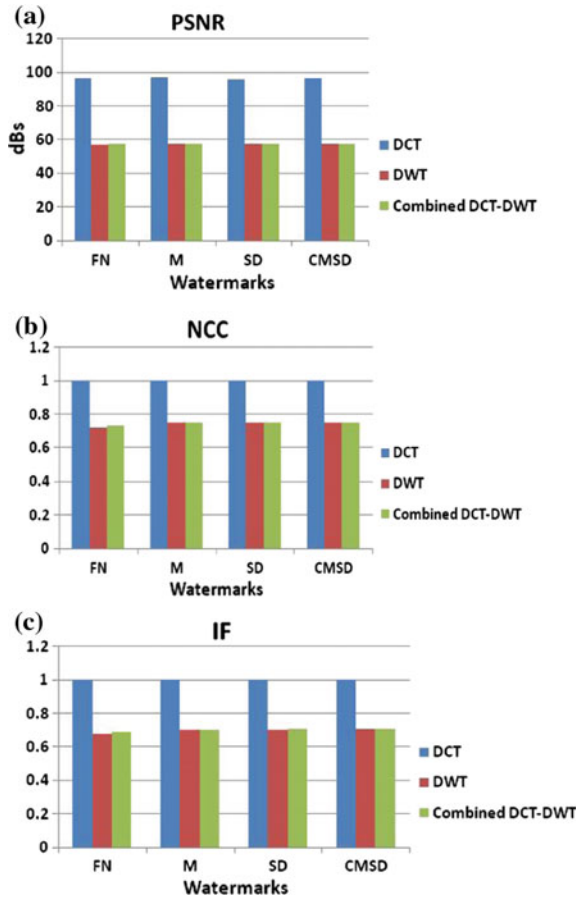 (a)
PSNR
120
100
80
60
40
20
0
dBs
FN M SD CMSD
Watermarks
DCT
DWT
Combined DCT-DWT
(b)
NCC
1.2
1
0.8
0.6
0.4
0.2
0
FN M SD CMSD
Watermarks
DCT
DWT
Combined DCT-DWT
(c)
IF
1.2
1
0.8
0.6
0.4
0.2
0
FN M SD CMSD
Watermarks
DCT
DWT
Combined DCT-DWT